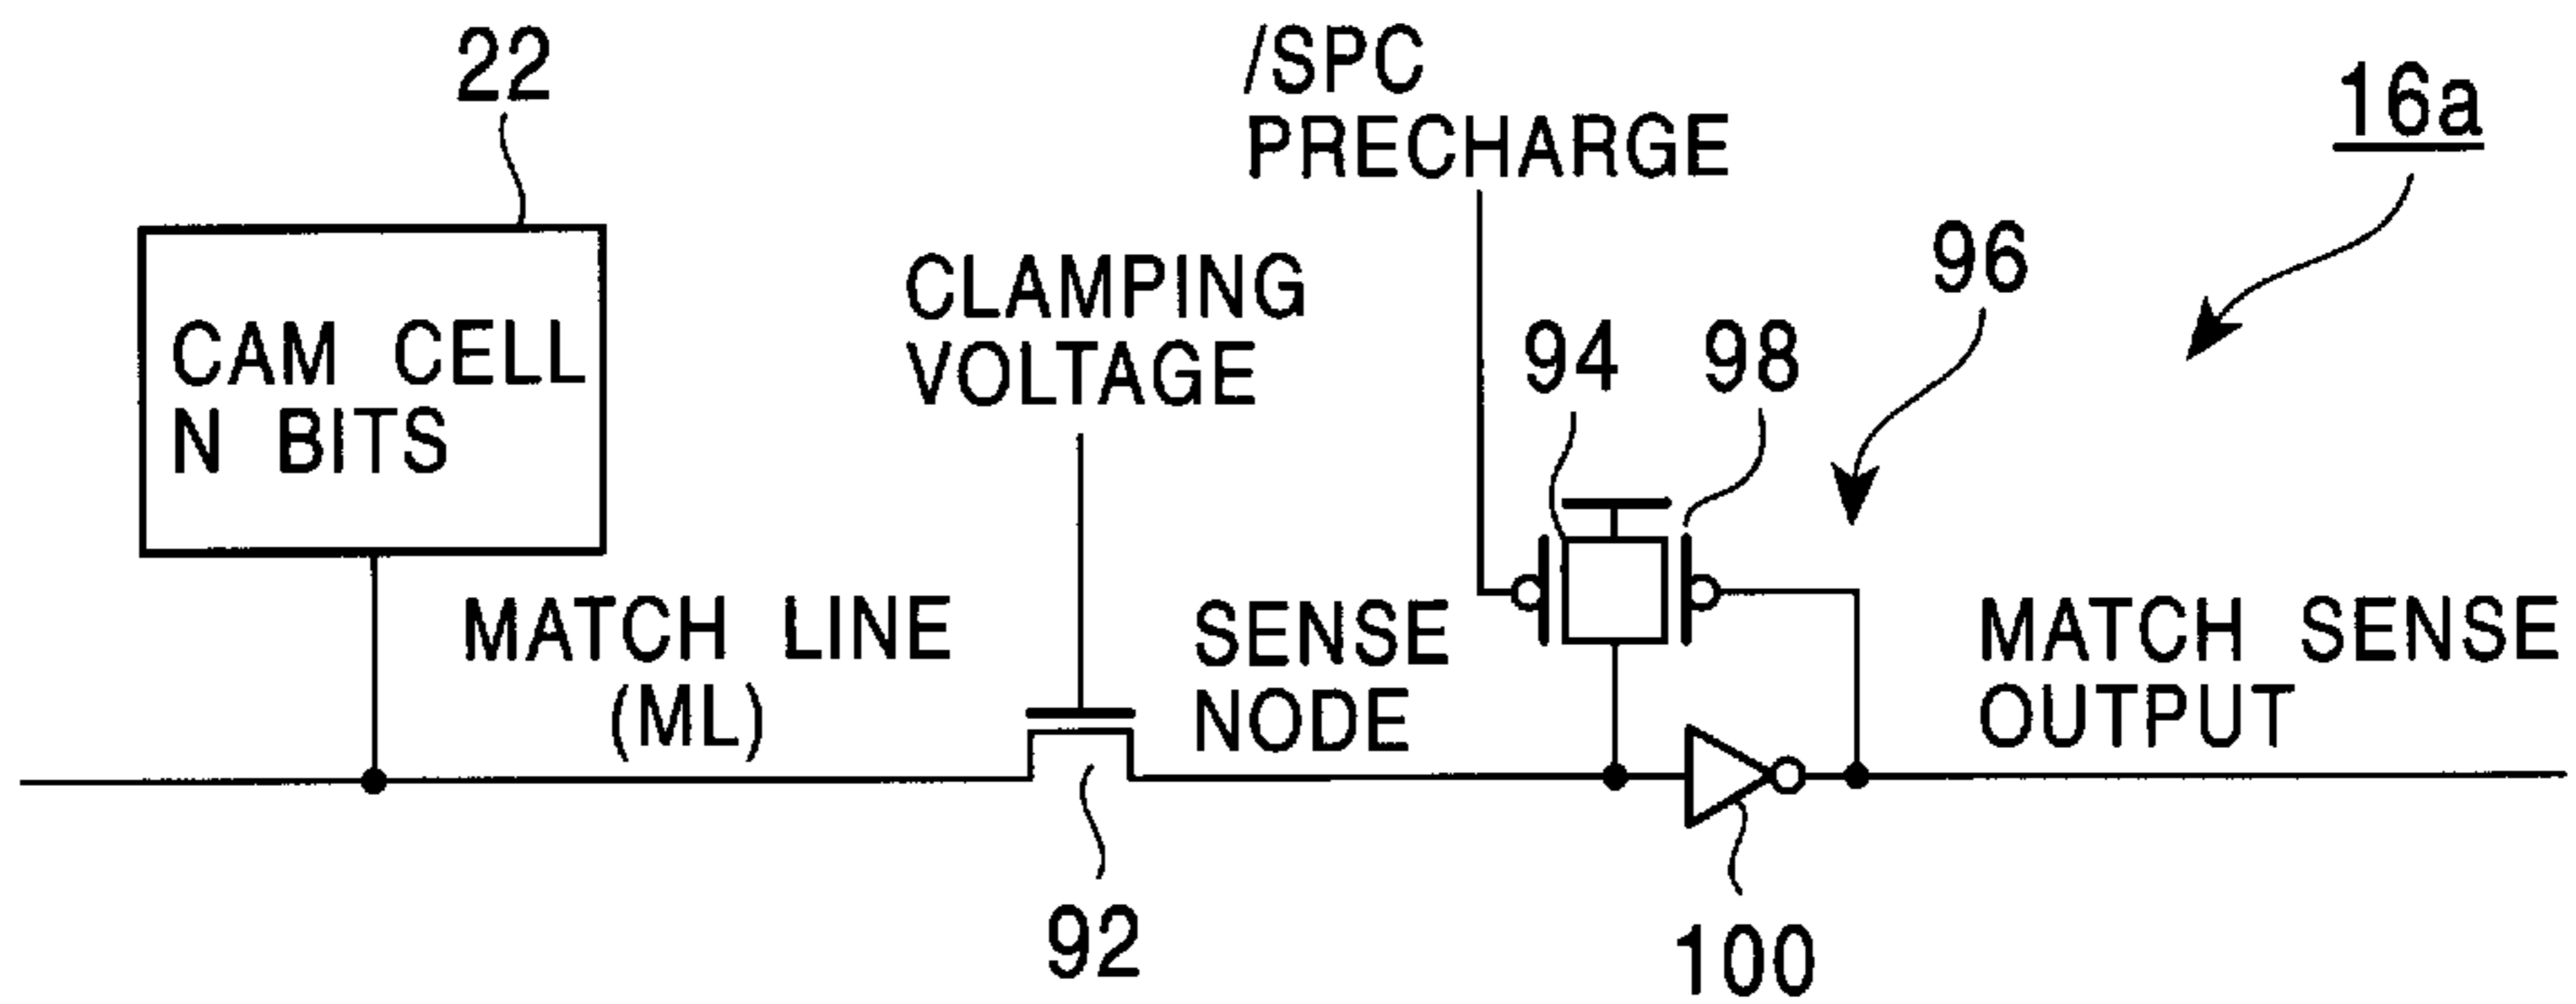 22
/SPC
PRECHARGE
16a
CAM CELL
N BITS
CLAMPING
VOLTAGE
94
98
96
MATCH LINE
(ML)
SENSE
NODE
MATCH SENSE
OUTPUT
92
100